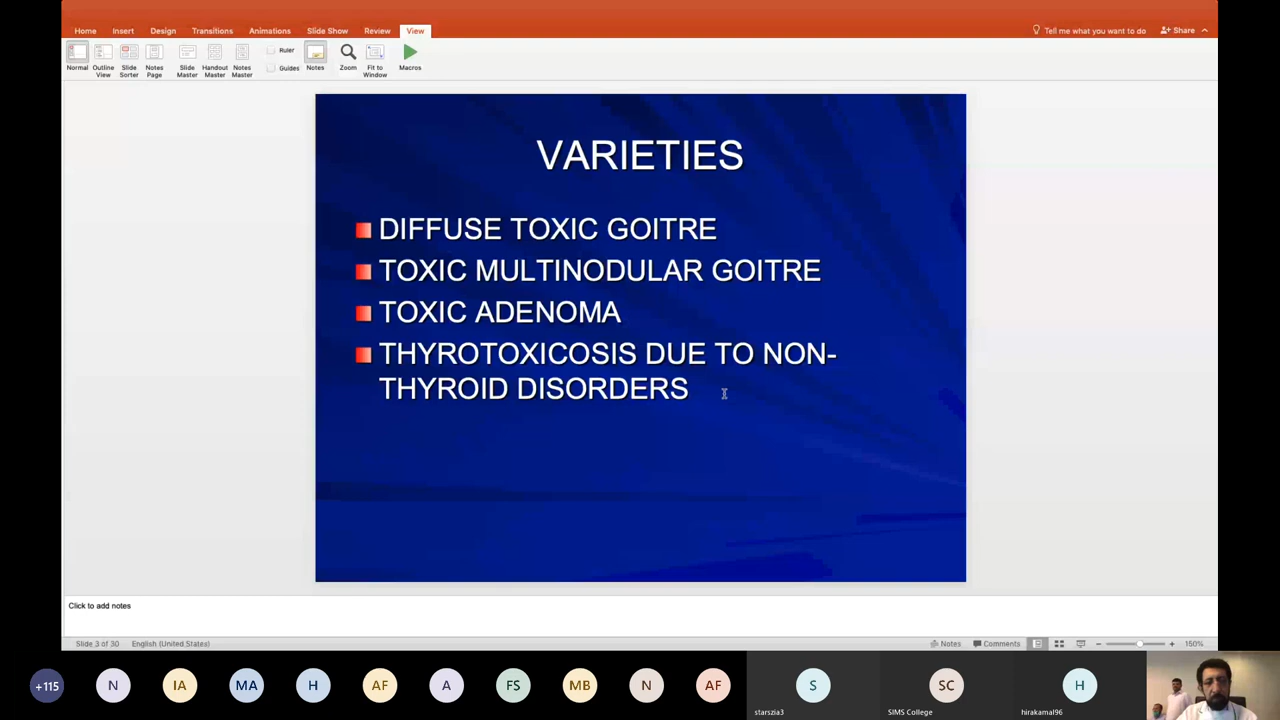 Home Insert Design Transitions Animations Slide Show Review View
Tell me what you want to do
Share
Ruler
Guides
Normal Outline View Slide Sorter Notes Page Slide Master Handout Master Notes Master Notes Zoom Fit to Window Macros
VARIETIES
DIFFUSE TOXIC GOITRE
TOXIC MULTINODULAR GOITRE
TOXIC ADENOMA
THYROTOXICOSIS DUE TO NON-
THYROID DISORDERS
Click to add notes
Slide 3 of 30 English (United States) Notes Comments 150%
+115 N IA MA H AF A FS MB N AF S SC H
starszia3 SIMS College hirakamal96